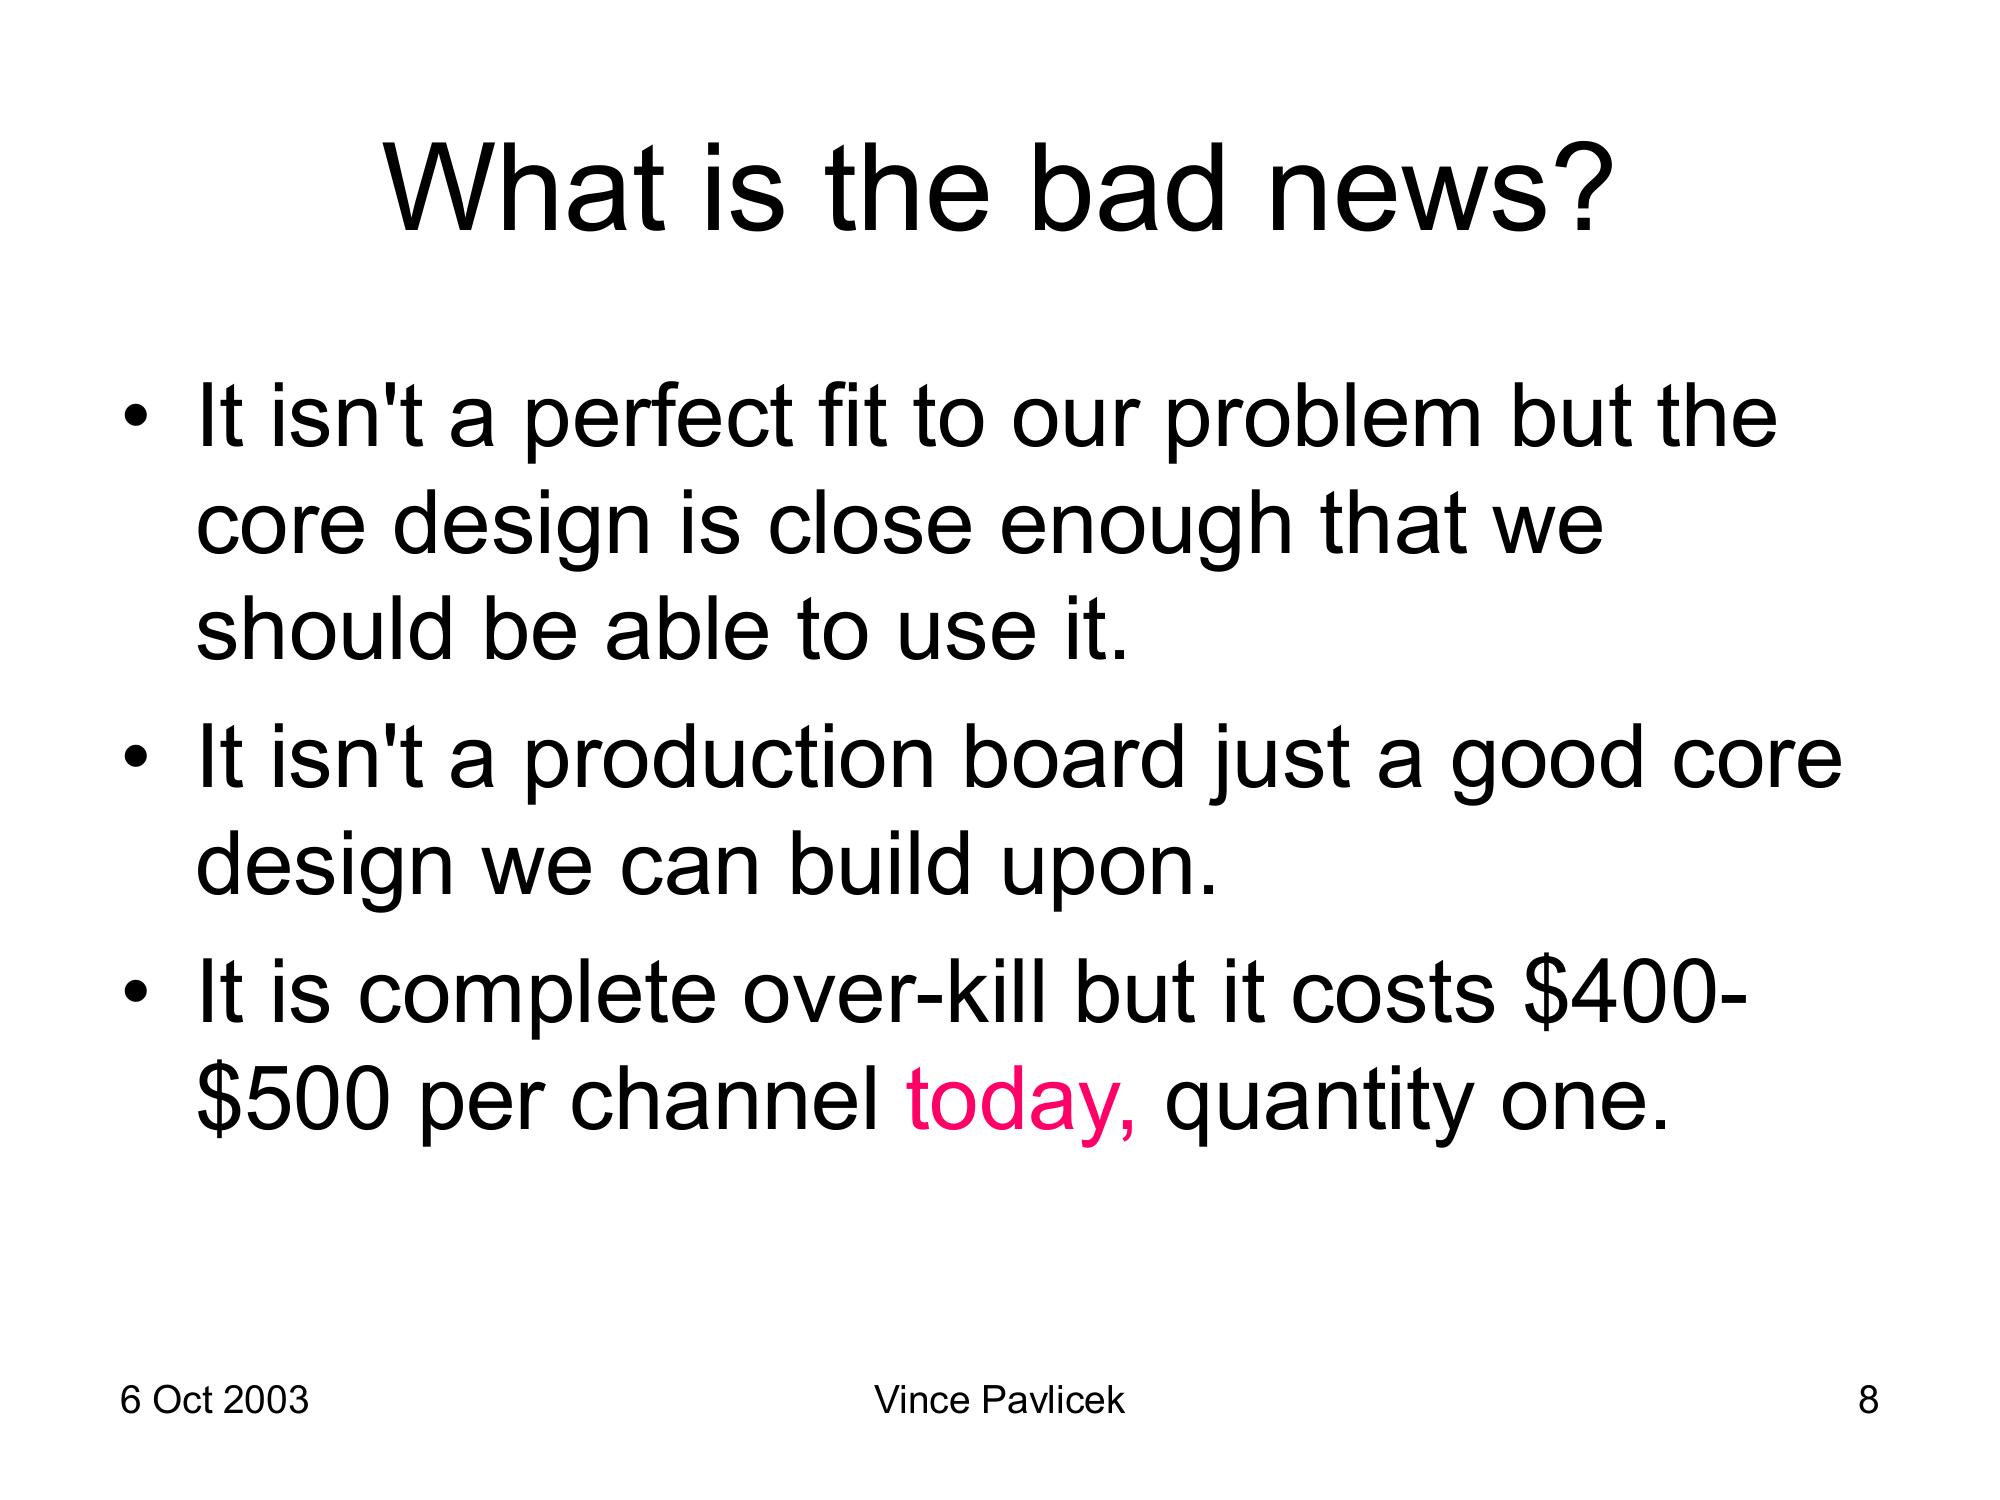 What is the bad news?
• It isn't a perfect fit to our problem but the
core design is close enough that we
should be able to use it.
• It isn't a production board just a good core
design we can build upon.
• It is complete over-kill but it costs $400-
$500 per channel today, quantity one.
6 Oct 2003
Vince Pavlicek
8